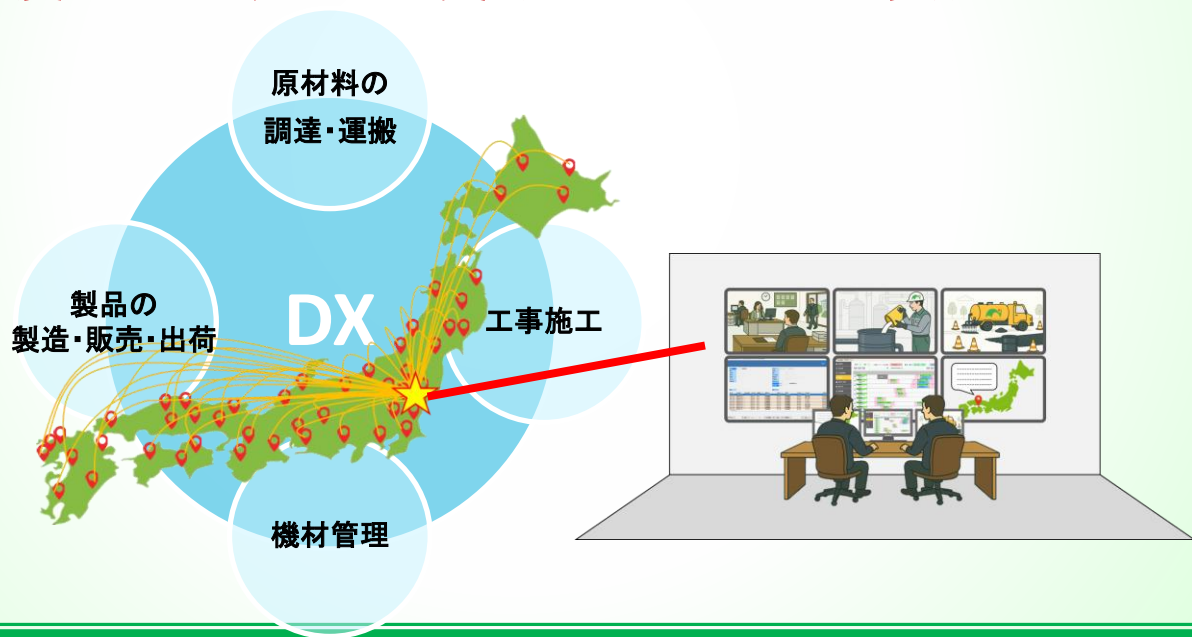 原材料の
調達・運搬
製品の
製造・販売・出荷
DX
工事施工
機材管理